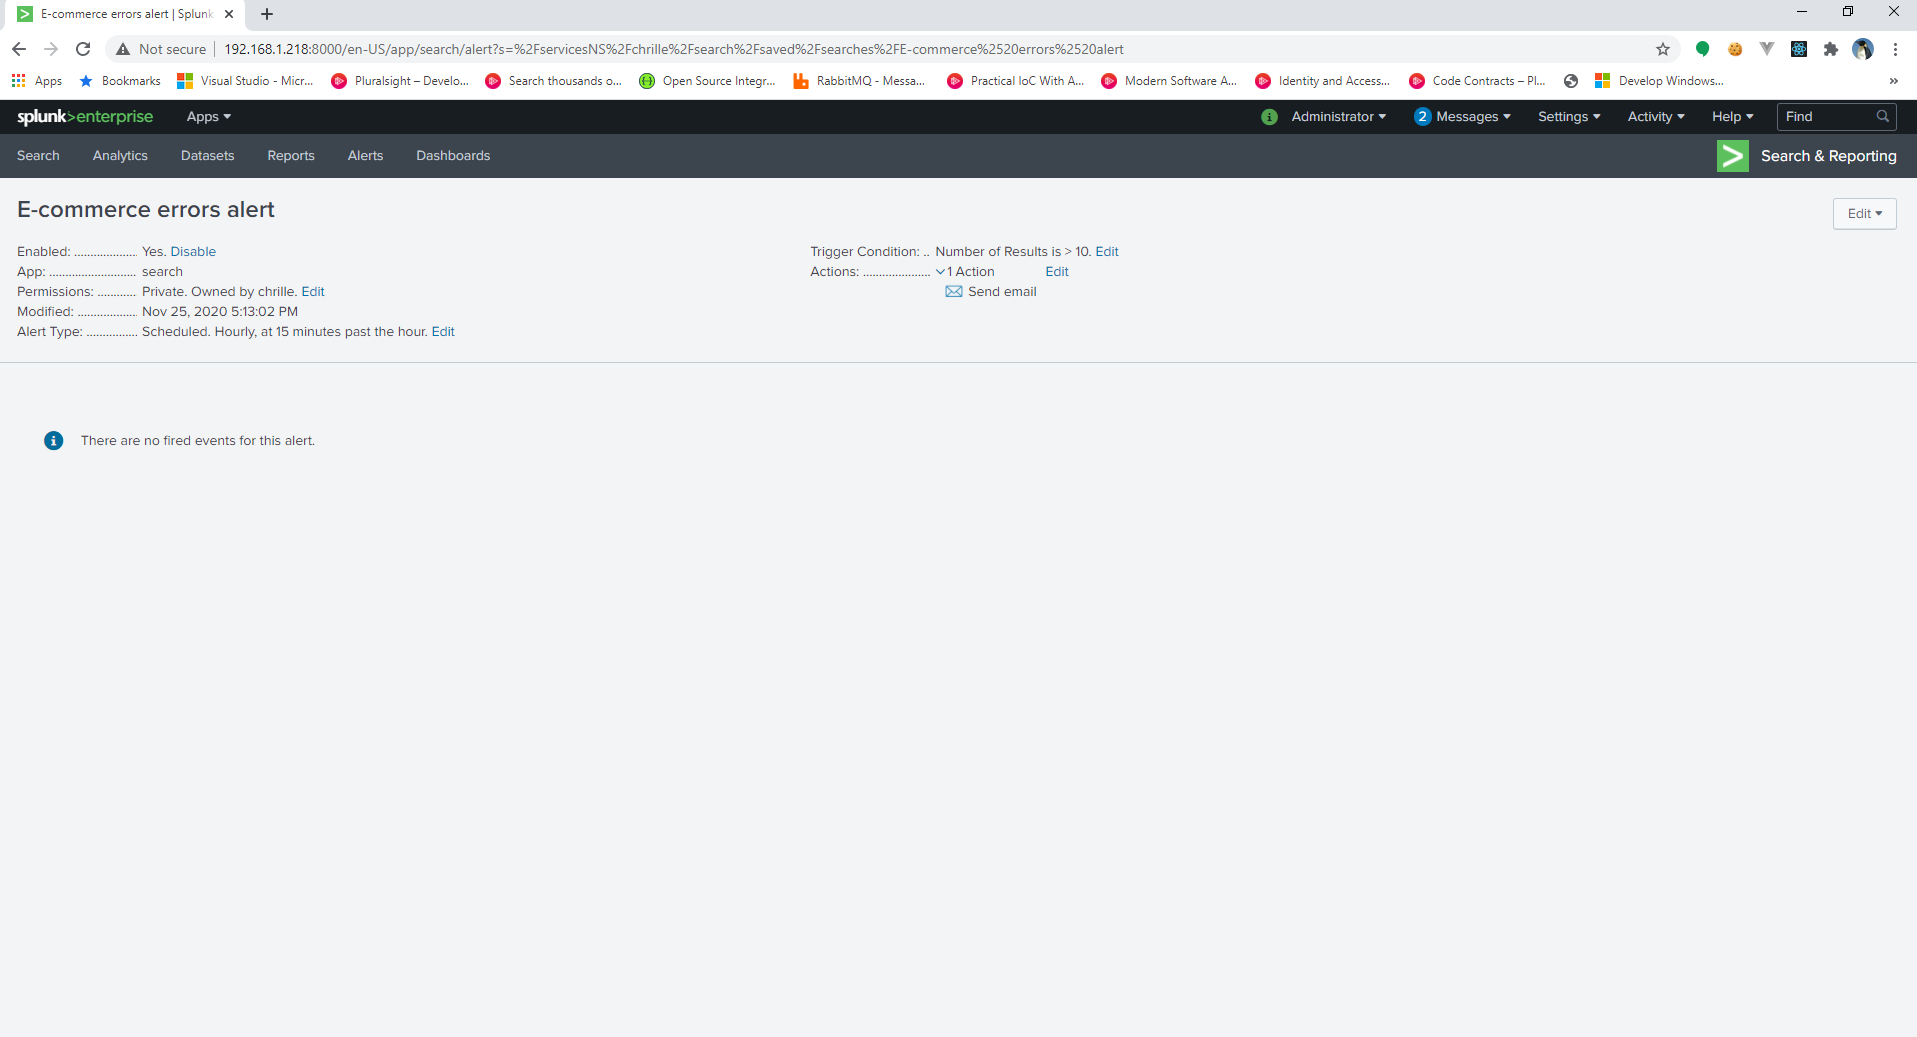 E-commerce errors alert | Splunk
Not secure | 192.168.1.218:8000/en-US/app/search/alert?s=%2FservicesNS%2Fchrille%2Fsearch%2Fsaved%2Fsearches%2FE-commerce%2520errors%2520alert
Apps Bookmarks Visual Studio - Micr... Pluralsight – Develo... Search thousands o... Open Source Integr... RabbitMQ - Messa... Practical IoC With A... Modern Software A... Identity and Access... Code Contracts – Pl... Develop Windows... »
splunk>enterprise Apps i Administrator 2 Messages Settings Activity Help Find
Search Analytics Datasets Reports Alerts Dashboards > Search & Reporting
E-commerce errors alert
Edit
Enabled: ................... Yes. Disable
App: .......................... search
Permissions: ............ Private. Owned by chrille. Edit
Modified: .................. Nov 25, 2020 5:13:02 PM
Alert Type: ................ Scheduled. Hourly, at 15 minutes past the hour. Edit
Trigger Condition: .. Number of Results is > 10. Edit
Actions: ..................... 1 Action Edit
Send email
There are no fired events for this alert.